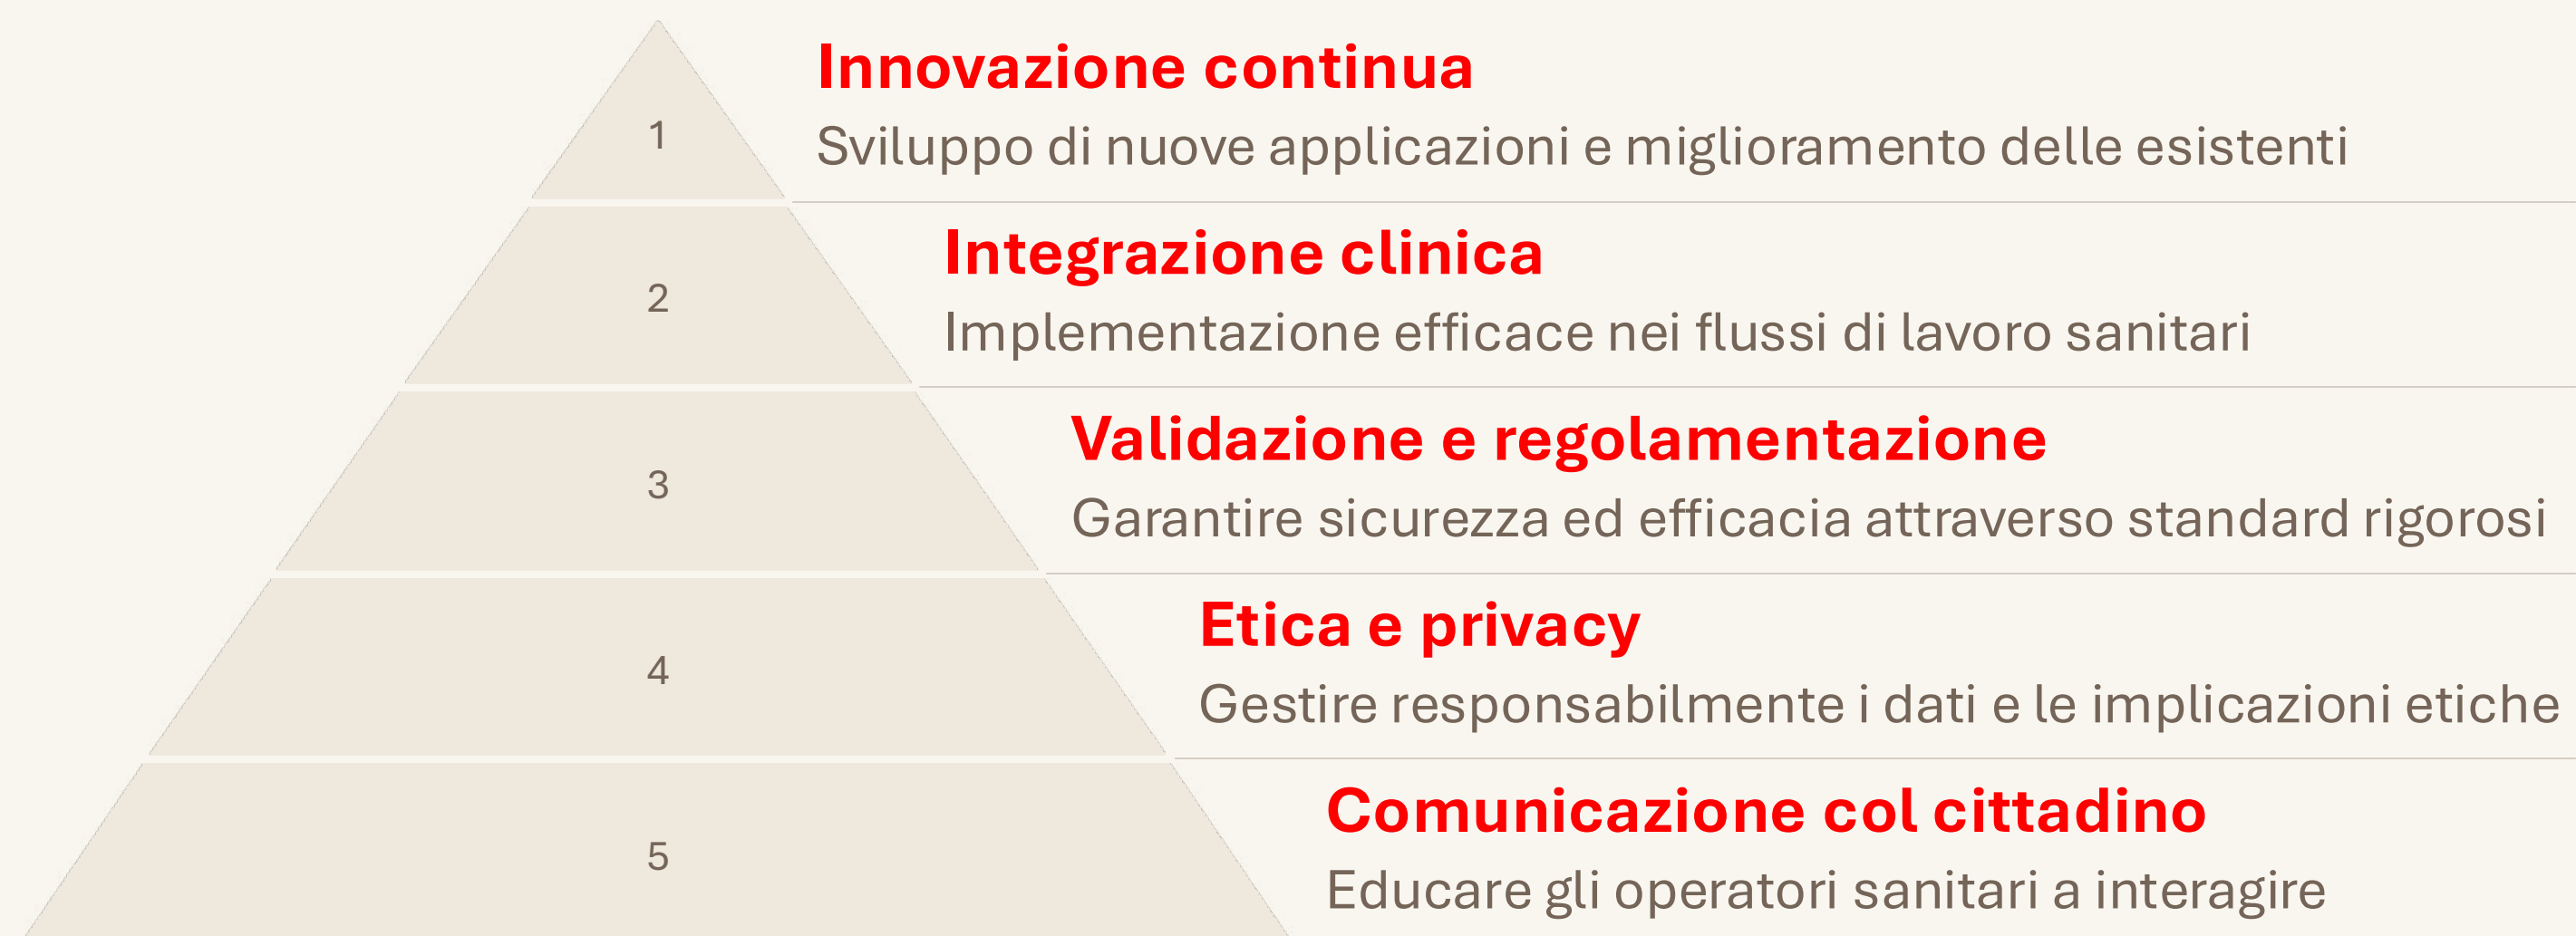 1
Innovazione continua
Sviluppo di nuove applicazioni e miglioramento delle esistenti
2
Integrazione clinica
Implementazione efficace nei flussi di lavoro sanitari
3
Validazione e regolamentazione
Garantire sicurezza ed efficacia attraverso standard rigorosi
4
Etica e privacy
Gestire responsabilmente i dati e le implicazioni etiche
5
Comunicazione col cittadino
Educare gli operatori sanitari a interagire